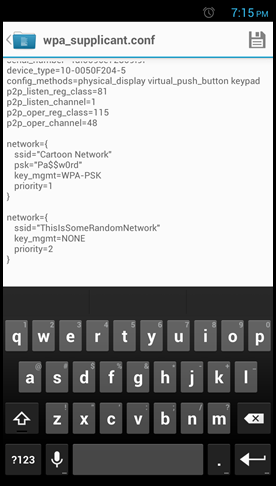 7:15 PM
wpa_supplicant.conf
device_type=10-0050F204-5
config_methods=physical_display virtual_push_button keypad
p2p_listen_reg_class=81
p2p_listen_channel=1
p2p_oper_reg_class=115
p2p_oper_channel=48
network={
ssid="Cartoon Network"
psk="Pa$$w0rd"
key_mgmt=WPA-PSK
priority=1
}
network={
ssid="ThisIsSomeRandomNetwork"
key_mgmt=NONE
priority=2
}
1 2 3 4 5 6 7 8 9 0
q w e r t y u i o p
@ # $ % & * - + ( )
a s d f g h j k l
! " ' : ; / ?
z x c v b n m
?123 .